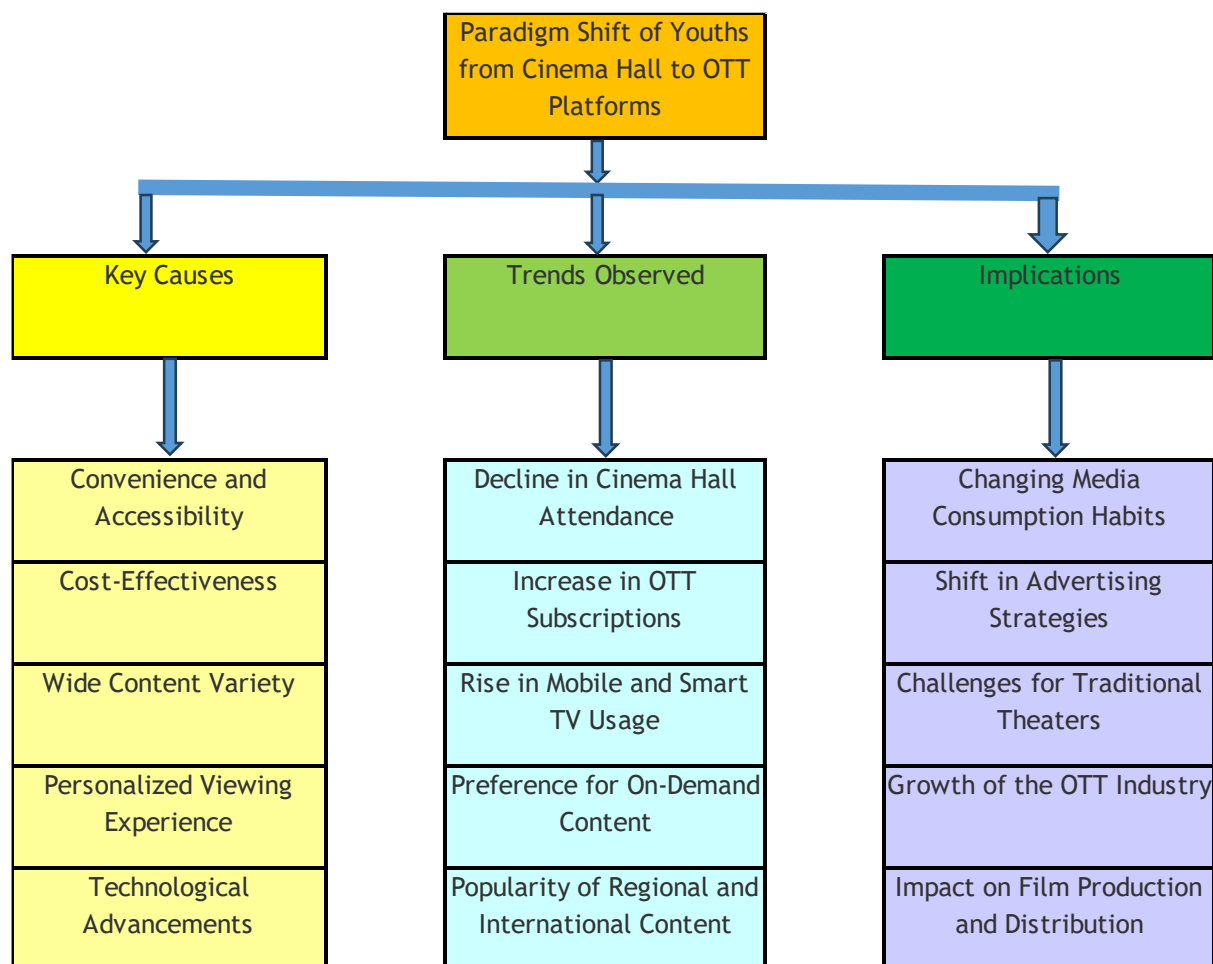 Paradigm Shift of Youths
from Cinema Hall to OTT
Platforms
Key Causes
Trends Observed
Implications
Convenience and
Accessibility
Cost-Effectiveness
Wide Content Variety
Personalized Viewing
Experience
Technological
Advancements
Decline in Cinema Hall
Attendance
Increase in OTT
Subscriptions
Rise in Mobile and Smart
TV Usage
Preference for On-Demand
Content
Popularity of Regional and
International Content
Changing Media
Consumption Habits
Shift in Advertising
Strategies
Challenges for Traditional
Theaters
Growth of the OTT Industry
Impact on Film Production
and Distribution